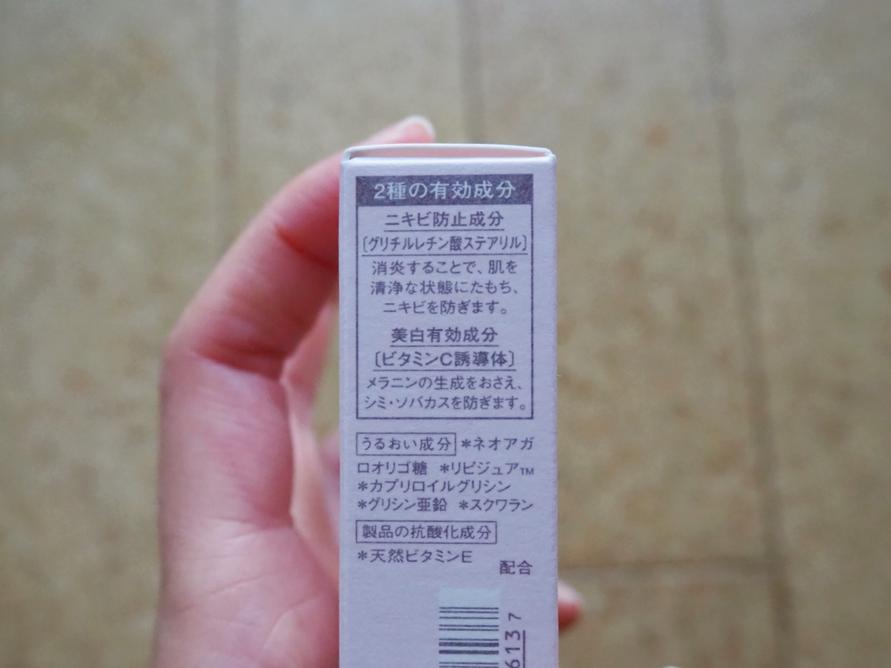 2種の有効成分
ニキビ防止成分
〔グリチルレチン酸ステアリル〕
消炎することで、肌を
清浄な状態にたもち、
ニキビを防ぎます。
美白有効成分
〔ビタミンC誘導体〕
メラニンの生成をおさえ、
シミ・ソバカスを防ぎます。
うるおい成分 *ネオアガ
ロオリゴ糖 *リピジュア™
*カプリロイルグリシン
*グリシン亜鉛 *スクワラン
製品の抗酸化成分
*天然ビタミンE
配合
6137